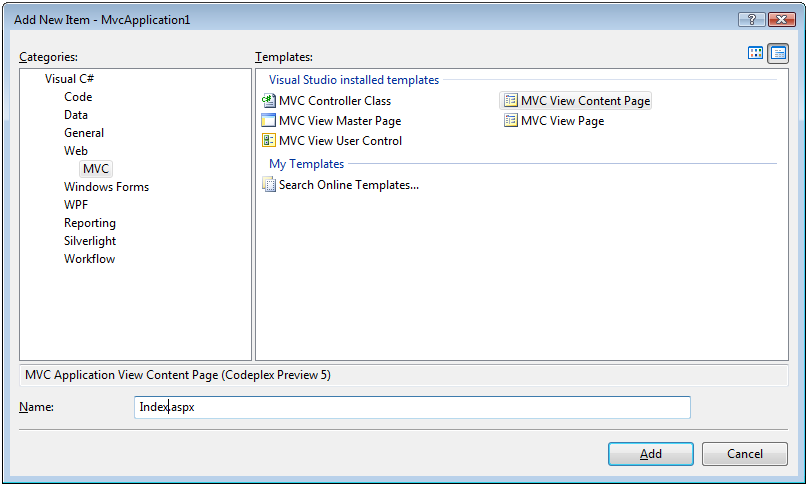 Add New Item - MvcApplication1
Categories:
Templates:
Visual C#
Code
Data
General
Web
MVC
Windows Forms
WPF
Reporting
Silverlight
Workflow
Visual Studio installed templates
MVC Controller Class
MVC View Content Page
MVC View Master Page
MVC View Page
MVC View User Control
My Templates
Search Online Templates...
MVC Application View Content Page (Codeplex Preview 5)
Name:
Index.aspx
Add
Cancel